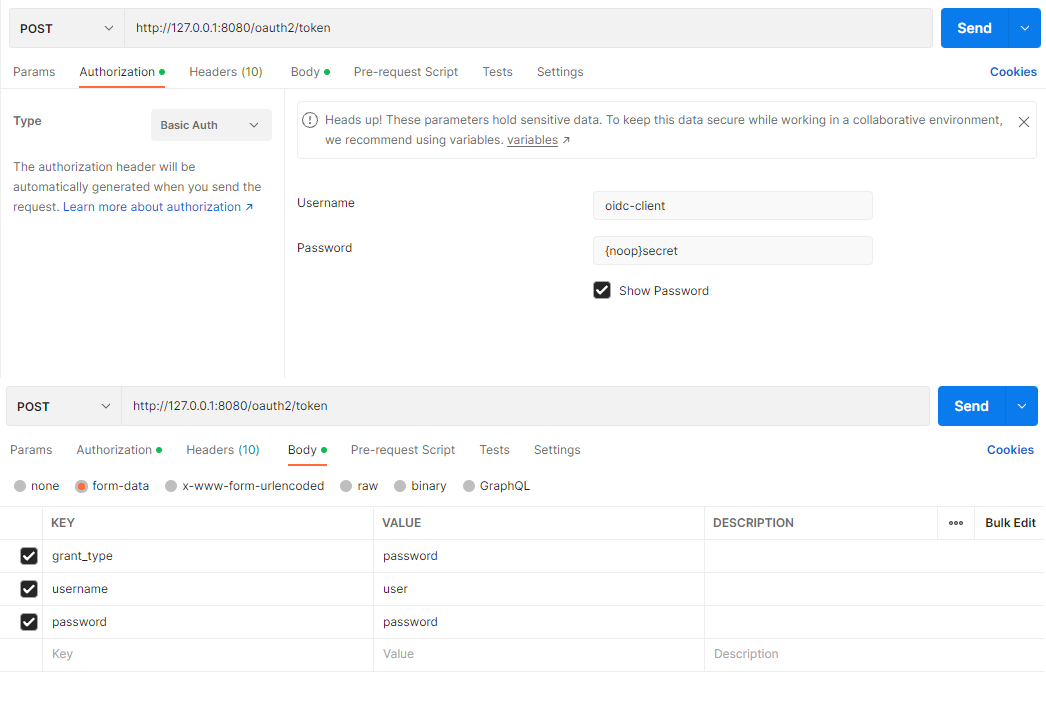 POST http://127.0.0.1:8080/oauth2/token Send
Params Authorization Headers (10) Body Pre-request Script Tests Settings Cookies
Type Basic Auth
The authorization header will be
automatically generated when you send the
request. Learn more about authorization ↗
Heads up! These parameters hold sensitive data. To keep this data secure while working in a collaborative environment,
we recommend using variables. variables ↗
Username oidc-client
Password {noop}secret
Show Password
POST http://127.0.0.1:8080/oauth2/token Send
Params Authorization Headers (10) Body Pre-request Script Tests Settings Cookies
none form-data x-www-form-urlencoded raw binary GraphQL
KEY VALUE DESCRIPTION Bulk Edit
grant_type password
username user
password password
Key Value Description